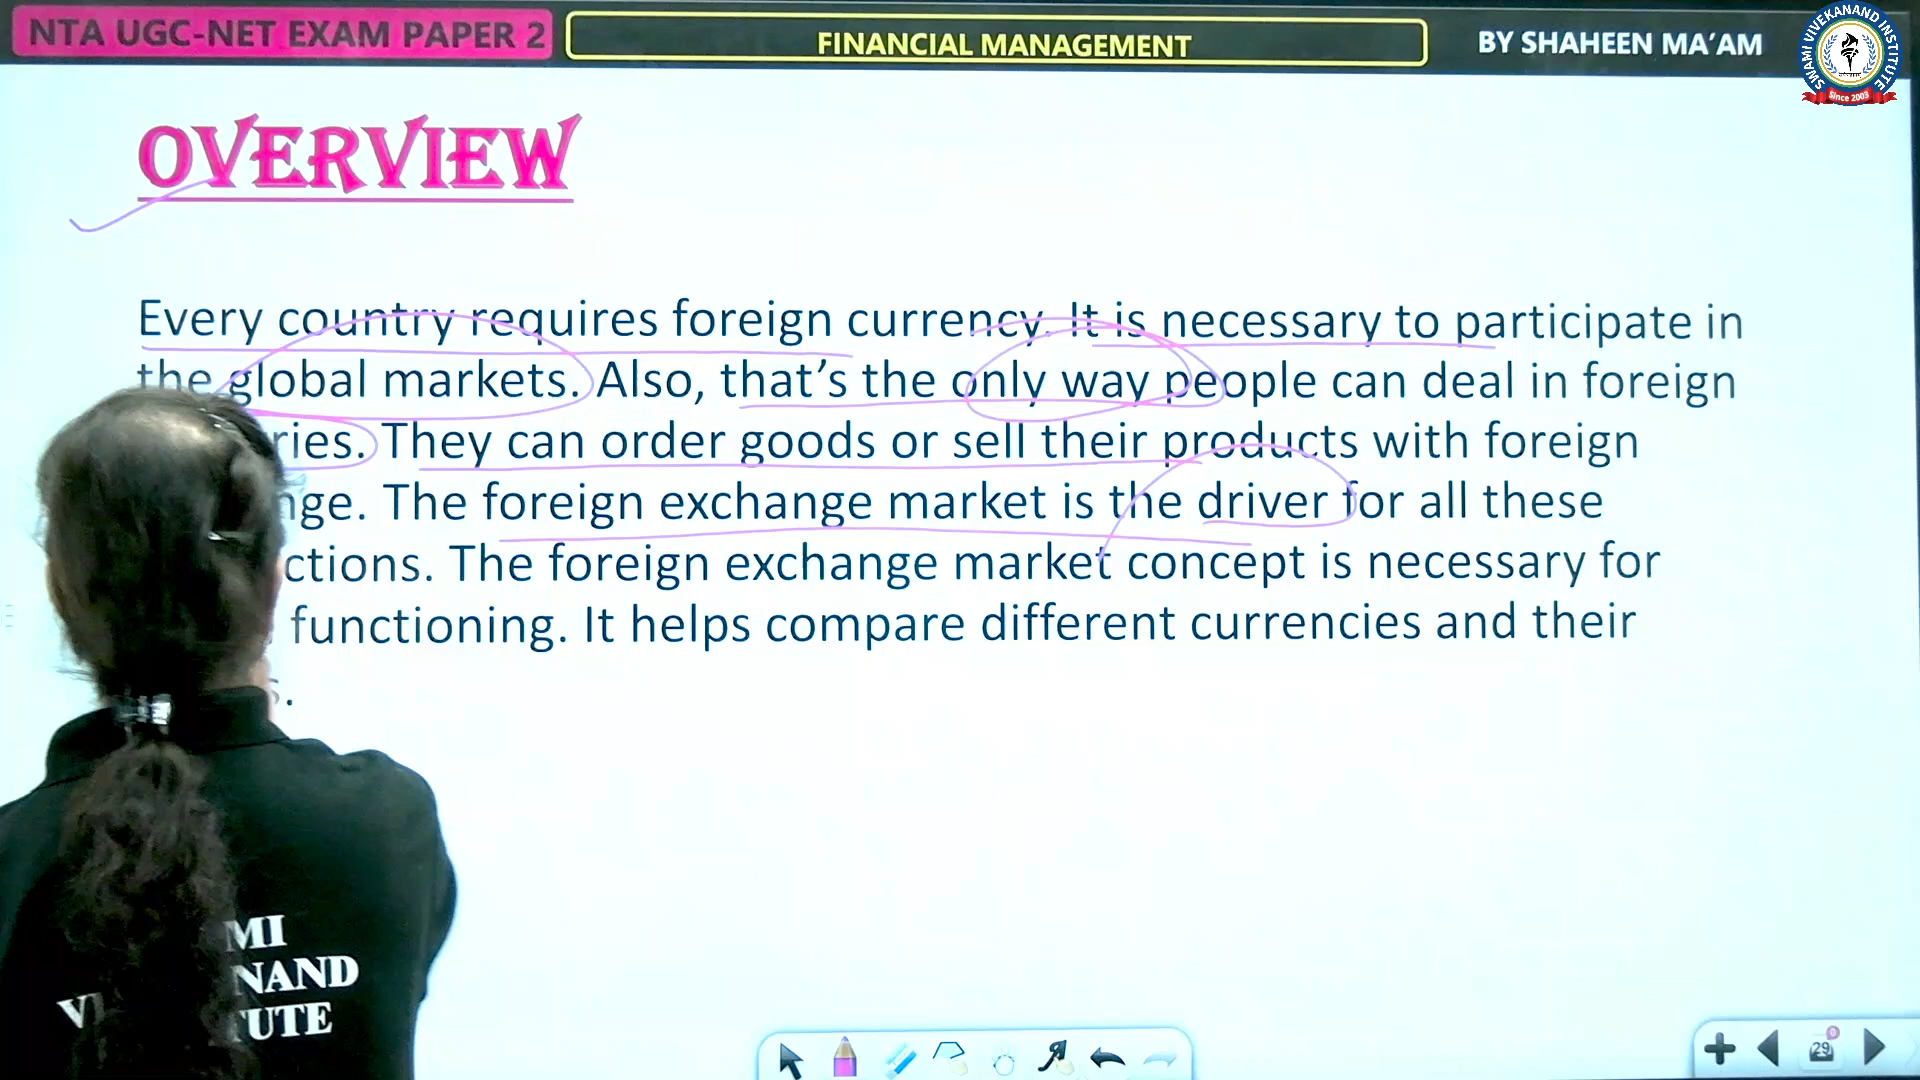 NTA UGC-NET EXAM PAPER 2
FINANCIAL MANAGEMENT
BY SHAHEEN MA'AM
SWAMI VIVEKANAND INSTITUTE
Since 2003
OVERVIEW
Every country requires foreign currency. It is necessary to participate in
the global markets. Also, that's the only way people can deal in foreign
ries. They can order goods or sell their products with foreign
nge. The foreign exchange market is the driver for all these
ctions. The foreign exchange market concept is necessary for
functioning. It helps compare different currencies and their
s.
MI
NAND
VI TUTE
29